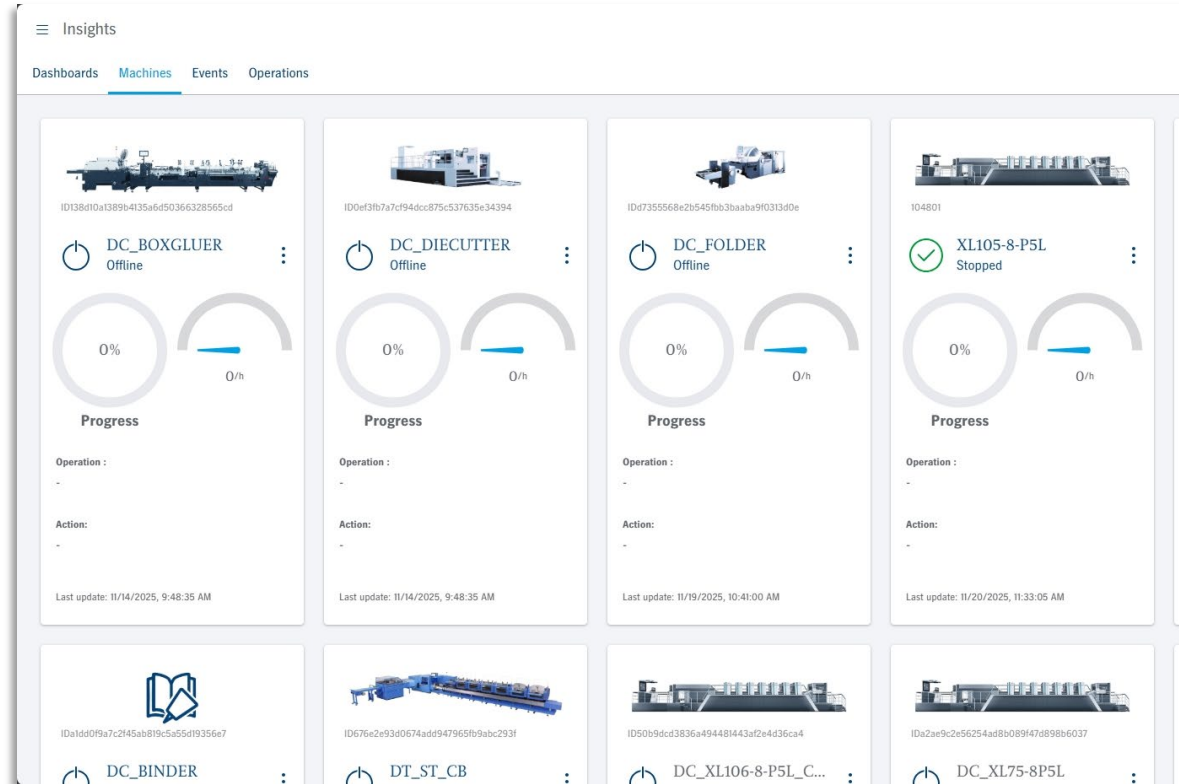 Insights
Dashboards Machines Events Operations
ID138d10a1389b4135a6d50366328565cd
DC_BOXGLUER
Offline
0%
0/h
Progress
Operation :
-
Action:
-
Last update: 11/14/2025, 9:48:35 AM
ID0ef3fb7a7cf94dcc875c537635e34394
DC_DIECUTTER
Offline
0%
0/h
Progress
Operation :
-
Action:
-
Last update: 11/14/2025, 9:48:35 AM
IDd7355568e2b545fbb3baaba9f0313d0e
DC_FOLDER
Offline
0%
0/h
Progress
Operation :
-
Action:
-
Last update: 11/19/2025, 10:41:00 AM
104801
XL105-8-P5L
Stopped
0%
0/h
Progress
Operation :
-
Action:
-
Last update: 11/20/2025, 11:33:05 AM
IDa1dd0f9a7c2f45ab819c5a55d19356e7
DC_BINDER
ID676e2e93d0674add947965fb9abc293f
DT_ST_CB
ID50b9dcd3836a494481443af2e4d36ca4
DC_XL106-8-P5L_C...
IDa2ae9c2e56254ad8b089f47d898b6037
DC_XL75-8P5L